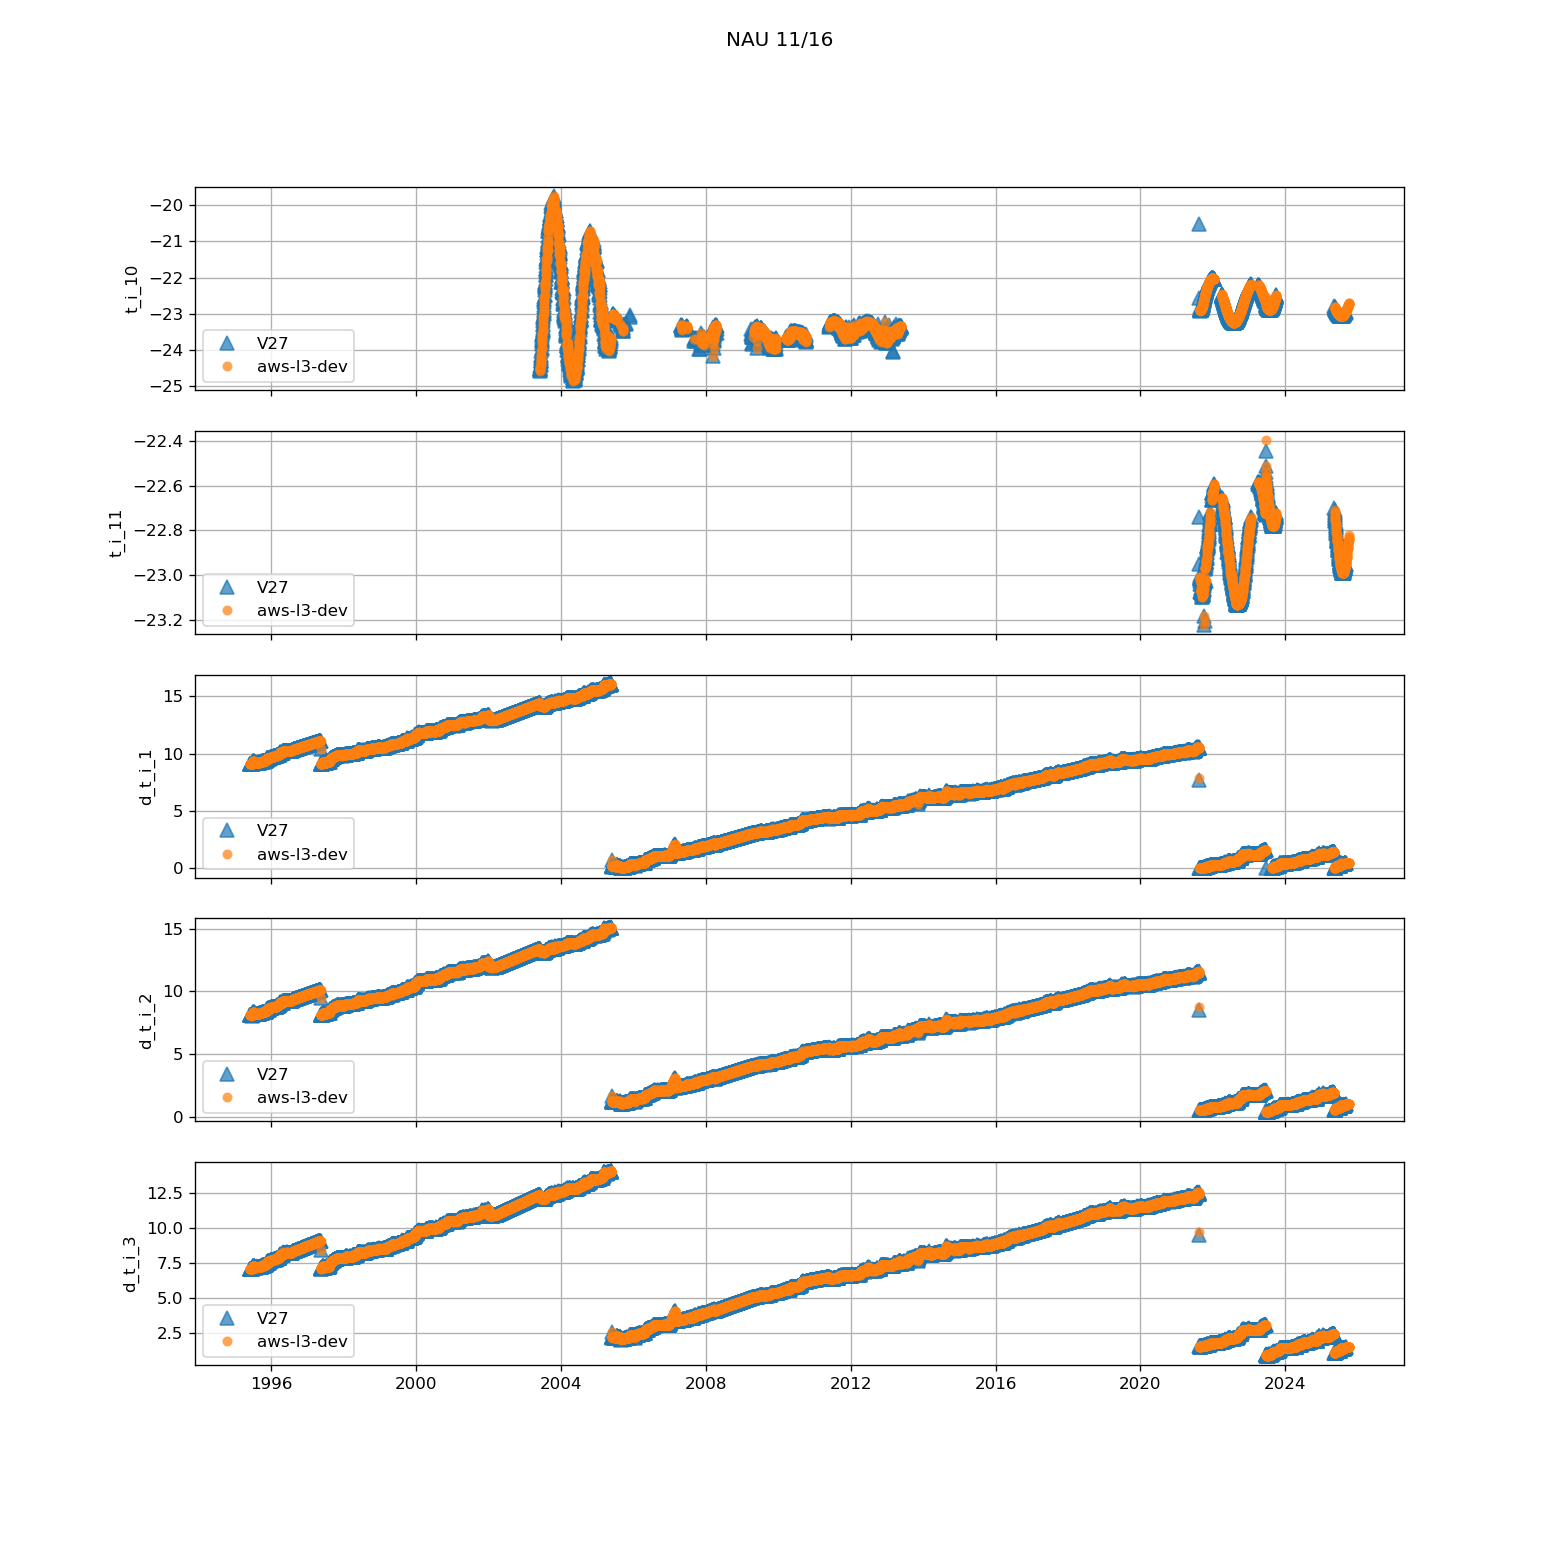 NAU 11/16
t_i_10
−20
−21
−22
−23
−24
−25
V27
aws-l3-dev
t_i_11
−22.4
−22.6
−22.8
−23.0
−23.2
V27
aws-l3-dev
d_t_i_1
15
10
5
0
V27
aws-l3-dev
d_t_i_2
15
10
5
0
V27
aws-l3-dev
d_t_i_3
12.5
10.0
7.5
5.0
2.5
V27
aws-l3-dev
1996 2000 2004 2008 2012 2016 2020 2024